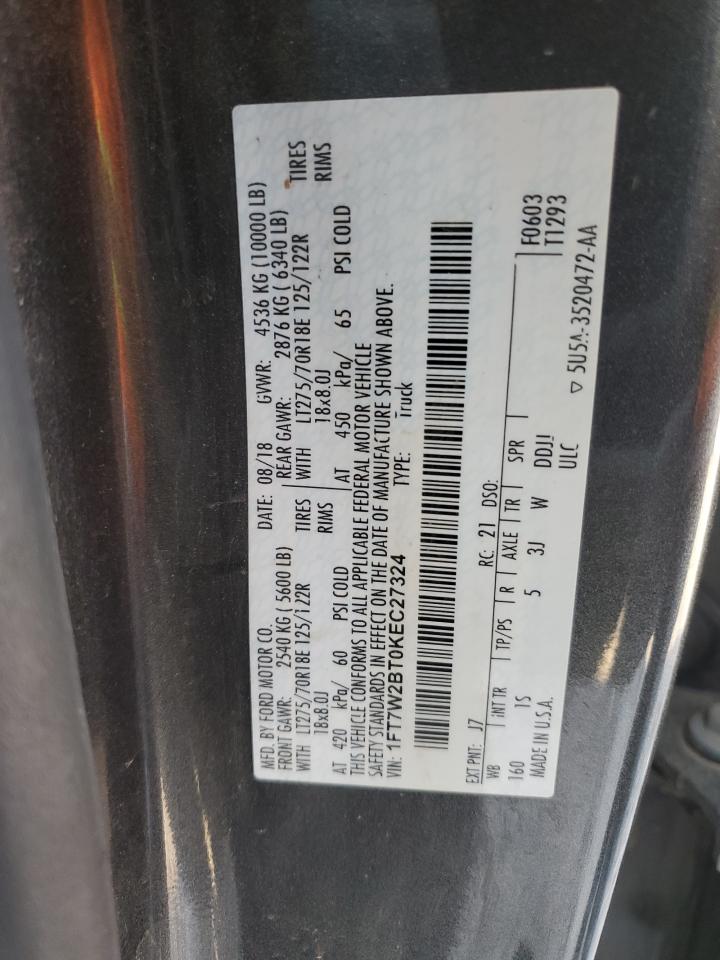 MFD. BY FORD MOTOR CO. DATE: 08/18 GVWR: 4536 KG (10000 LB)
FRONT GAWR: 2540 KG ( 5600 LB) REAR GAWR: 2876 KG ( 6340 LB)
WITH LT275/70R18E 125/122R TIRES WITH LT275/70R18E 125/122R TIRES
18x8.0J RIMS 18x8.0J RIMS
AT 420 kPa/ 60 PSI COLD AT 450 kPa/ 65 PSI COLD
THIS VEHICLE CONFORMS TO ALL APPLICABLE FEDERAL MOTOR VEHICLE
SAFETY STANDARDS IN EFFECT ON THE DATE OF MANUFACTURE SHOWN ABOVE.
VIN: 1FT7W2BT0KEC27324 TYPE: Truck
EXT PNT: J7 RC: 21 DSO: F0603
WB INT TR TP/PS R AXLE TR SPR T1293
160 1S 5 3J W DDJJ
MADE IN U.S.A. ULC
▽ 5U5A-3520472-AA